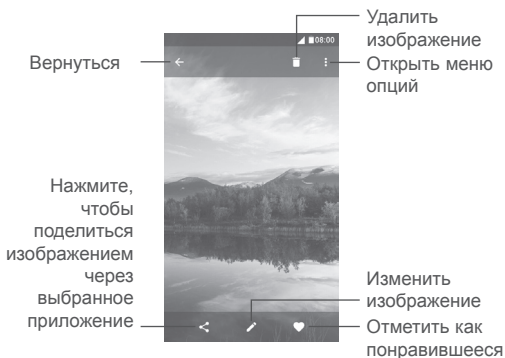 Удалить
изображение
Открыть меню
опций
Вернуться
08:00
Нажмите,
чтобы
поделиться
изображением
через
выбранное
приложение
Изменить
изображение
Отметить как
понравившееся